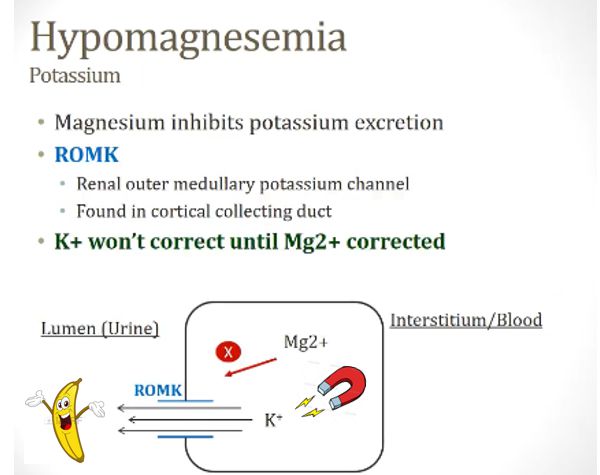 Hypomagnesemia
Potassium
• Magnesium inhibits potassium excretion
• ROMK
• Renal outer medullary potassium channel
• Found in cortical collecting duct
• K+ won't correct until Mg2+ corrected
Lumen (Urine)
Interstitium/Blood
X
Mg2+
ROMK
K+